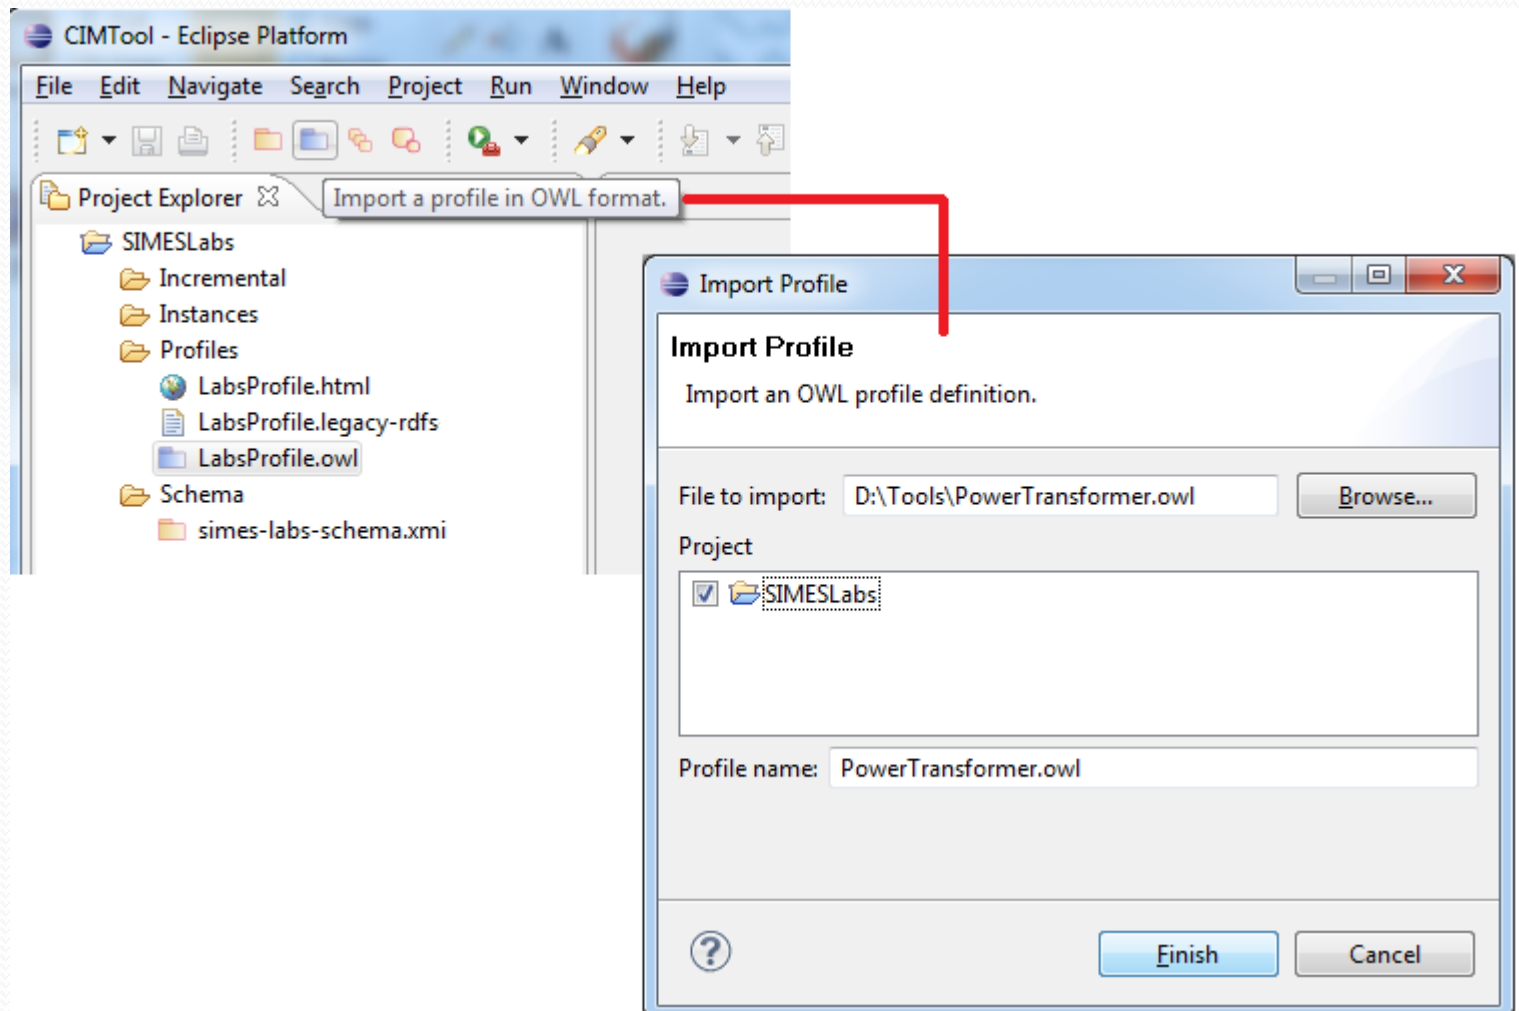 CIMTool - Eclipse Platform
File Edit Navigate Search Project Run Window Help
Project Explorer
Import a profile in OWL format.
SIMESLabs
Incremental
Instances
Profiles
LabsProfile.html
LabsProfile.legacy-rdfs
LabsProfile.owl
Schema
simes-labs-schema.xmi
Import Profile
Import Profile
Import an OWL profile definition.
File to import: D:\Tools\PowerTransformer.owl Browse...
Project
SIMESLabs
Profile name: PowerTransformer.owl
Finish Cancel